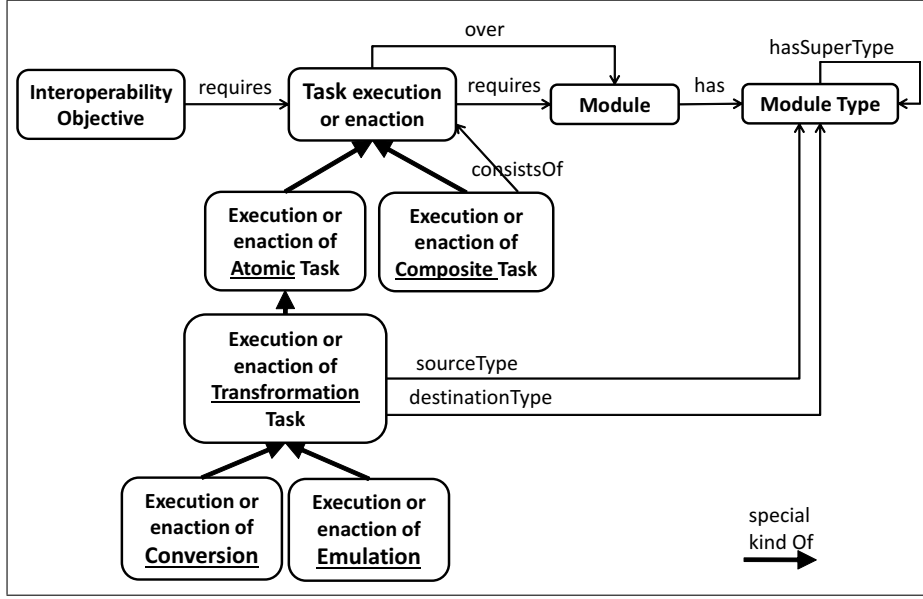 over
hasSuperType
Interoperability
Objective
requires
Task execution
or enaction
requires
Module
has
Module Type
consistsOf
Execution or
enaction of
Atomic Task
Execution or
enaction of
Composite Task
Execution or
enaction of
Transfromation
Task
sourceType
destinationType
Execution or
enaction of
Conversion
Execution or
enaction of
Emulation
special
kind Of